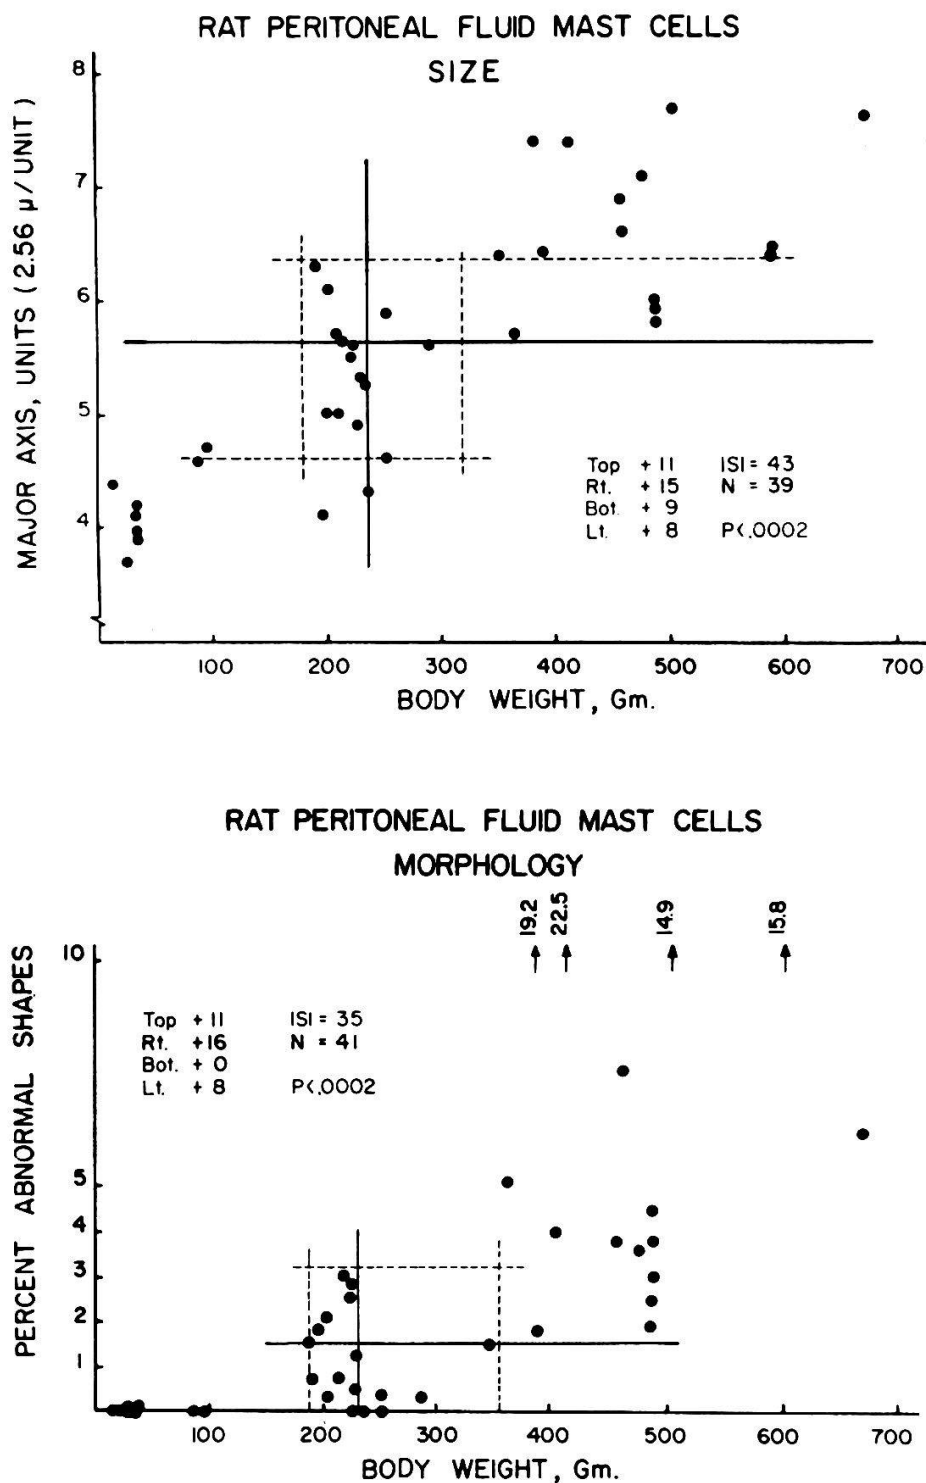 RAT PERITONEAL FLUID MAST CELLS
SIZE
MAJOR AXIS, UNITS (2.56 μ/UNIT)
8
7
6
5
4
Top + 11 ISI = 43
Rt. + 15 N = 39
Bot. + 9
Lt. + 8 P<.0002
100 200 300 400 500 600 700
BODY WEIGHT, Gm.
RAT PERITONEAL FLUID MAST CELLS
MORPHOLOGY
19.2 22.5 14.9 15.8
PERCENT ABNORMAL SHAPES
10
Top + 11 ISI = 35
Rt. +16 N = 41
Bot. + 0
Lt. + 8 P<.0002
5
4
3
2
1
100 200 300 400 500 600 700
BODY WEIGHT, Gm.